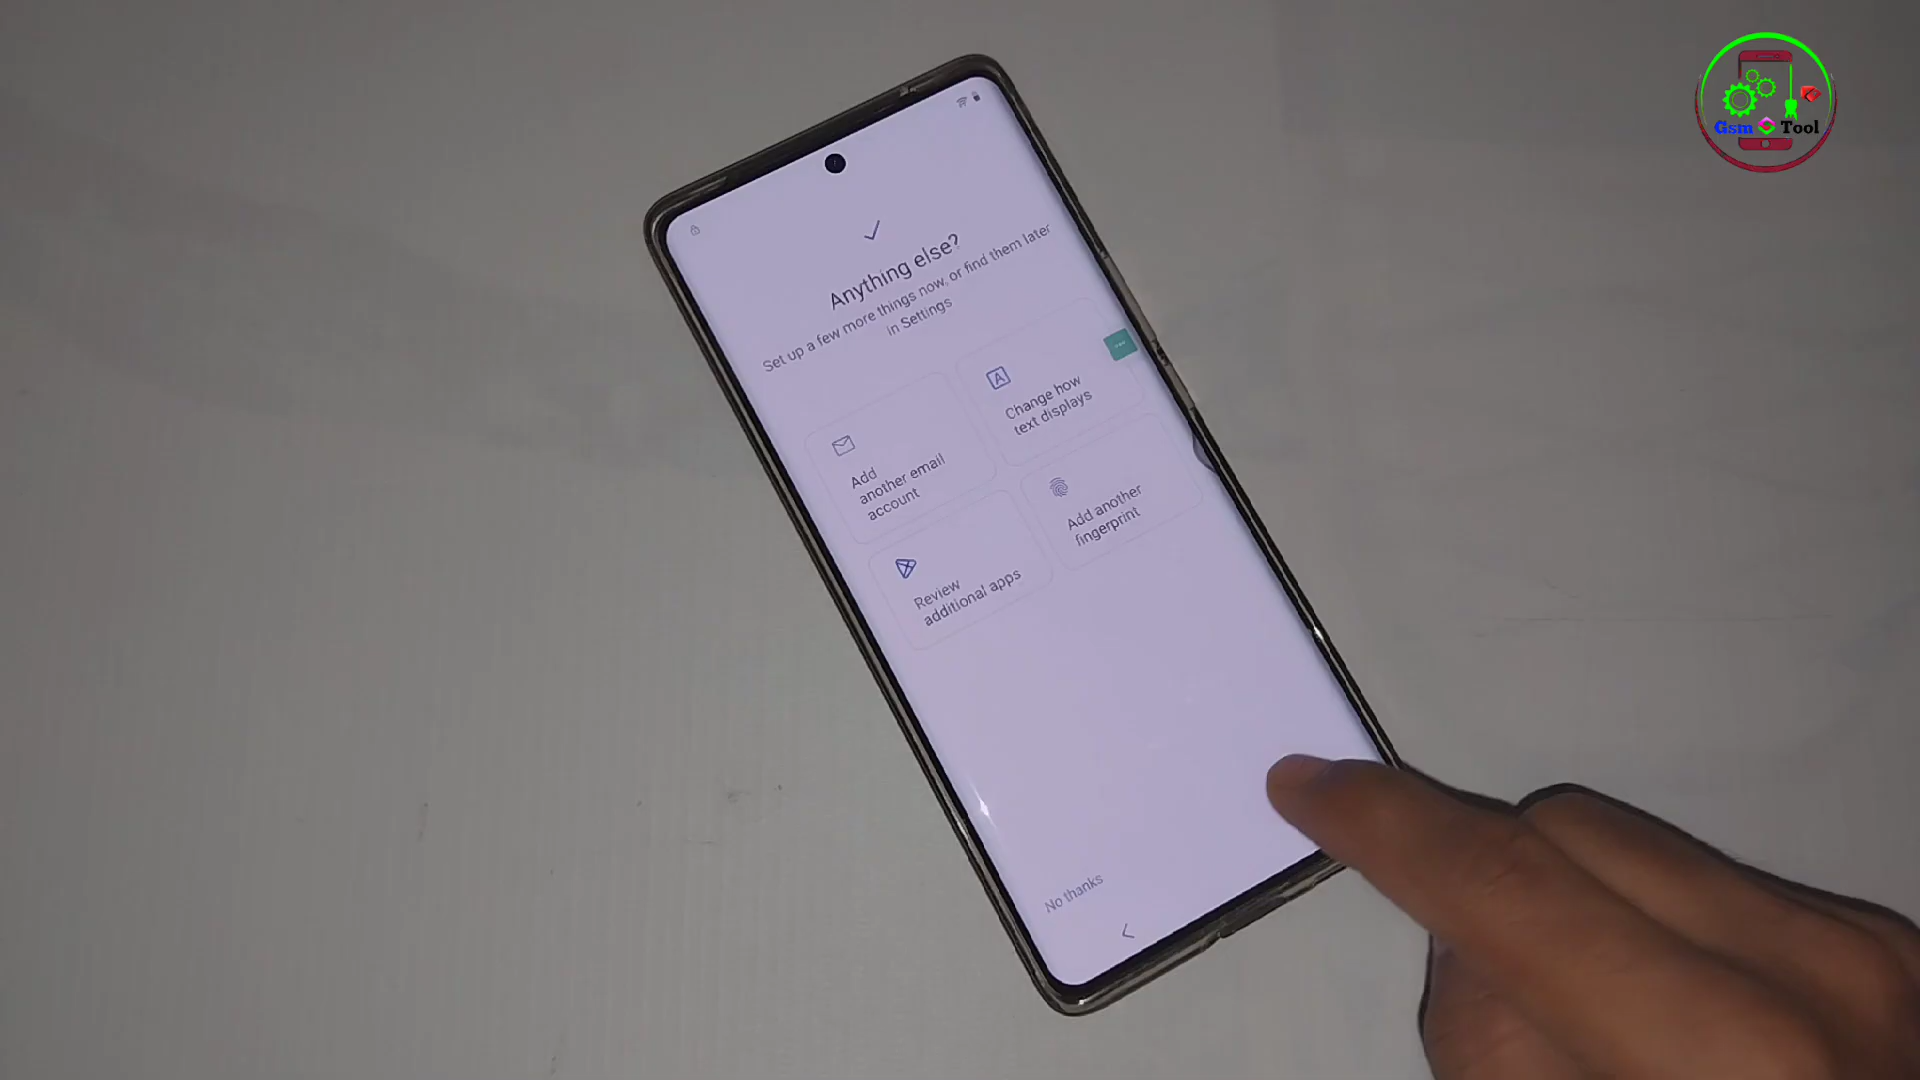 Gsm Tool
Anything else?
Set up a few more things now, or find them later
in Settings
Add
another email
account
Change how
text displays
Review
additional apps
Add another
fingerprint
No thanks